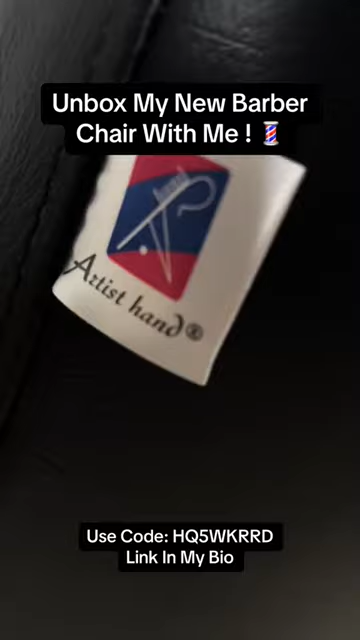 Unbox My New Barber
Chair With Me ! 💈
Artist hand®
Use Code: HQ5WKRRD
Link In My Bio